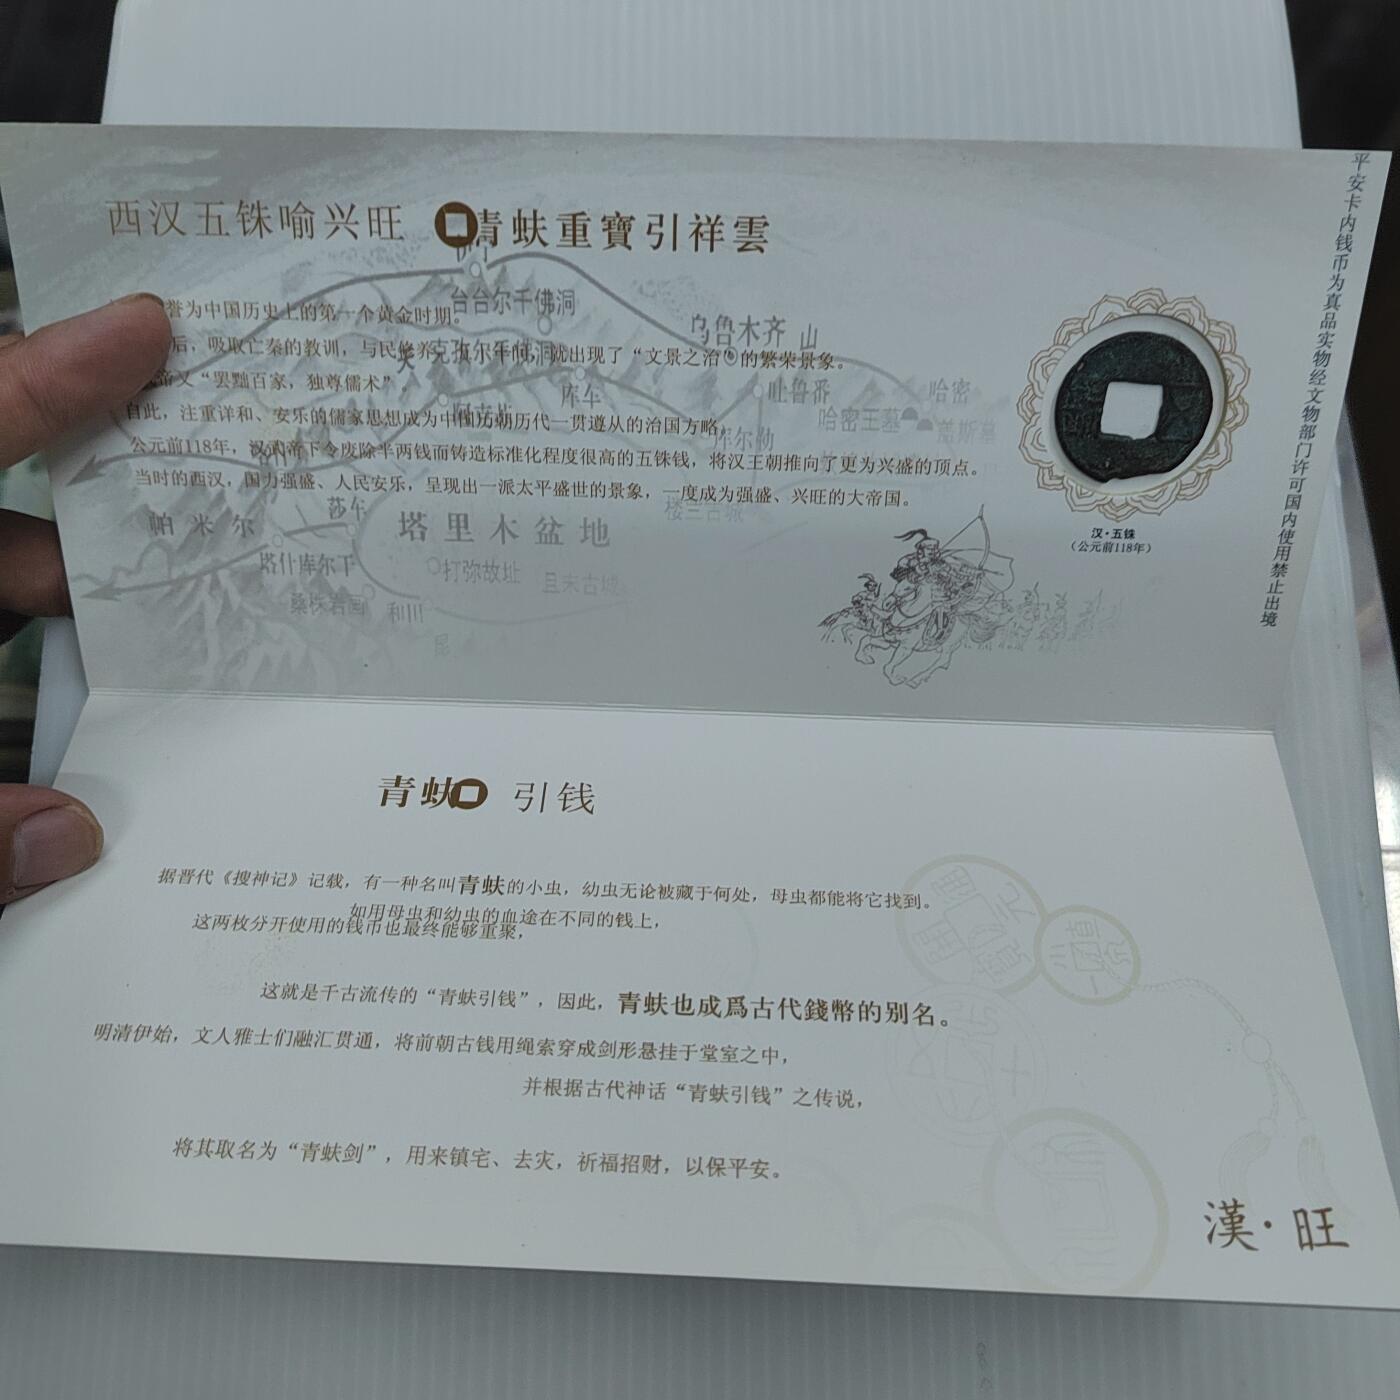 西汉五铢喻兴旺 青蚨重寶引祥雲
誉为中国历史上的第一个黄金时期。
后，吸取亡秦的教训，与民修养
就出现了“文景之治”的繁荣景象。
帝又“罢黜百家，独尊儒术”。
自此，注重详和、安乐的儒家思想成为中国历朝历代一贯遵从的治国方略。
公元前118年，汉武帝下令废除半两钱而铸造标准化程度很高的五铢钱，将汉王朝推向了更为兴盛的顶点。
当时的西汉，国力强盛、人民安乐，呈现出一派太平盛世的景象，一度成为强盛、兴旺的大帝国。
台台尔千佛洞
乌鲁木齐 山
库车
吐鲁番
哈密
哈密王墓
盖斯墓
库尔勒
楼兰古城
莎车
帕米尔
塔里木盆地
塔什库尔干
打弥故址
且末古城
桑株岩画
和田
昆
汉·五铢
（公元前118年）
平安卡内钱币为真品实物经文物部门许可国内使用禁止出境
青蚨 引钱
据晋代《搜神记》记载，有一种名叫青蚨的小虫，幼虫无论被藏于何处，母虫都能将它找到。
如用母虫和幼虫的血途在不同的钱上，
这两枚分开使用的钱币也最终能够重聚，
这就是千古流传的“青蚨引钱”，因此，青蚨也成爲古代錢幣的别名。
明清伊始，文人雅士们融汇贯通，将前朝古钱用绳索穿成剑形悬挂于堂室之中，
并根据古代神话“青蚨引钱”之传说，
将其取名为“青蚨剑”，用来镇宅、去灾，祈福招财，以保平安。
漢·旺